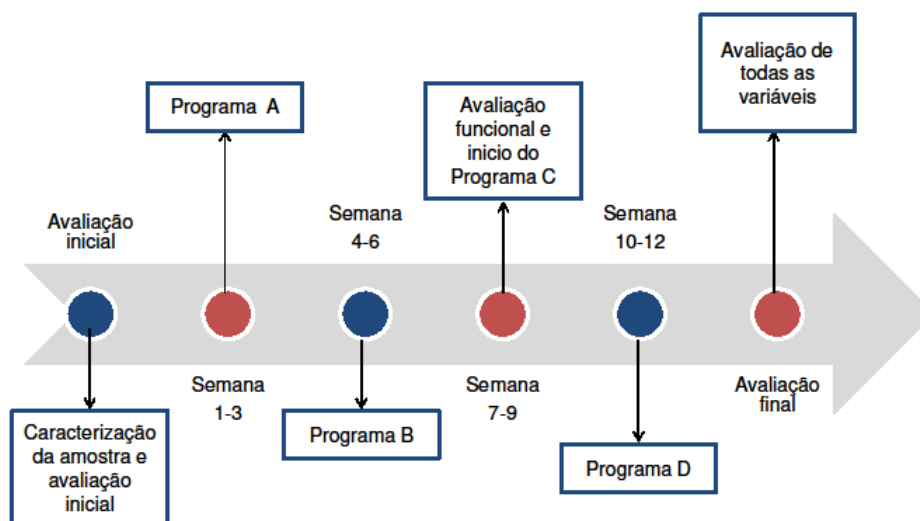 Avaliação de
todas as
variáveis
Programa A
Avaliação
funcional e
inicio do
Programa C
Avaliação
inicial
Semana
4-6
Semana
10-12
Semana
1-3
Semana
7-9
Avaliação
final
Caracterização
da amostra e
avaliação
inicial
Programa B
Programa D